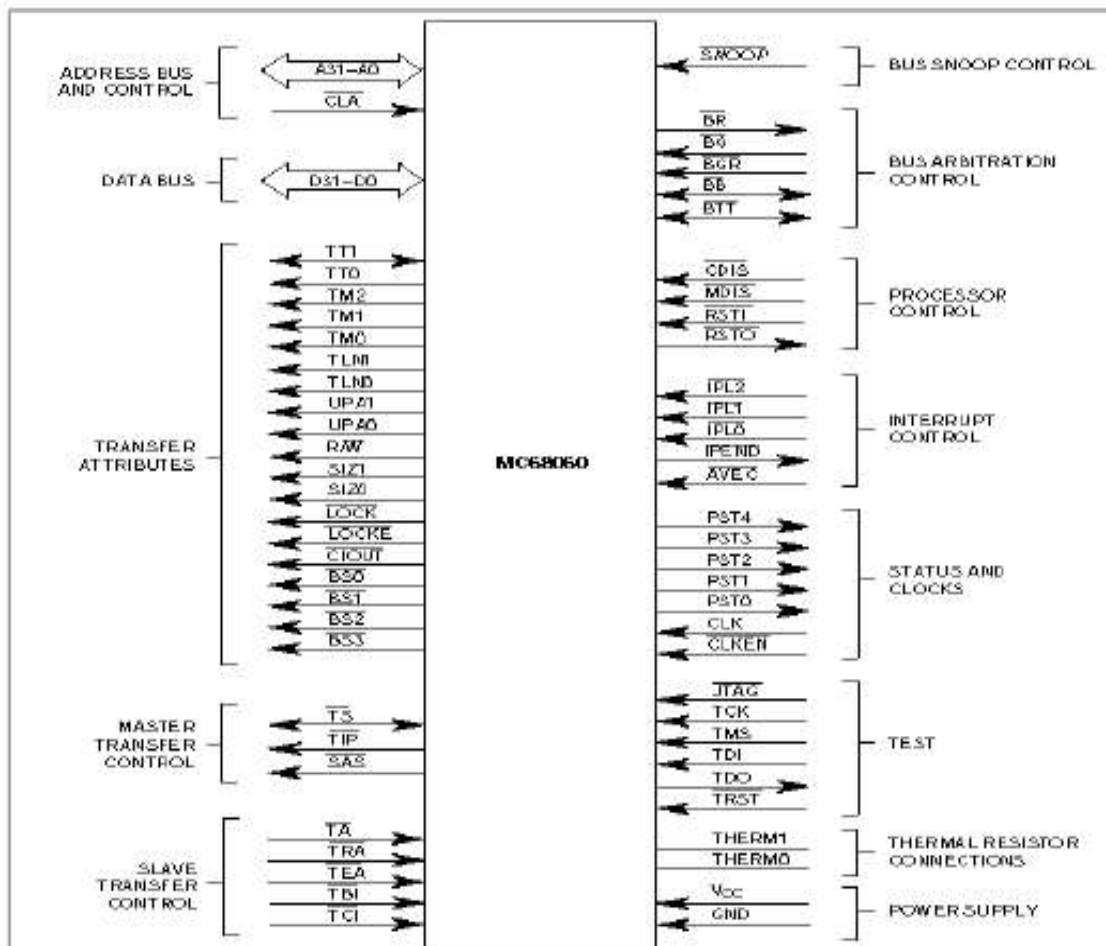 ADDRESS BUS
AND CONTROL
A31–A0
CLA
DATA BUS
D31–D0
TRANSFER
ATTRIBUTES
TT1
TT0
TM2
TM1
TM0
TLN1
TLN0
UPA1
UPA0
R/W
SIZ1
SIZ0
LOCK
LOCKE
CIOUT
BS0
BS1
BS2
BS3
MASTER
TRANSFER
CONTROL
TS
TIP
SAS
SLAVE
TRANSFER
CONTROL
TA
TRA
TEA
TBI
TCI
MC68060
SNOOP
BUS SNOOP CONTROL
BR
BG
BGR
BB
BTT
BUS ARBITRATION
CONTROL
CDIS
MDIS
RSTI
RSTO
PROCESSOR
CONTROL
IPL2
IPL1
IPL0
IPEND
AVEC
INTERRUPT
CONTROL
PST4
PST3
PST2
PST1
PST0
CLK
CLKEN
STATUS AND
CLOCKS
JTAG
TCK
TMS
TDI
TDO
TRST
TEST
THERM1
THERM0
THERMAL RESISTOR
CONNECTIONS
VCC
GND
POWER SUPPLY